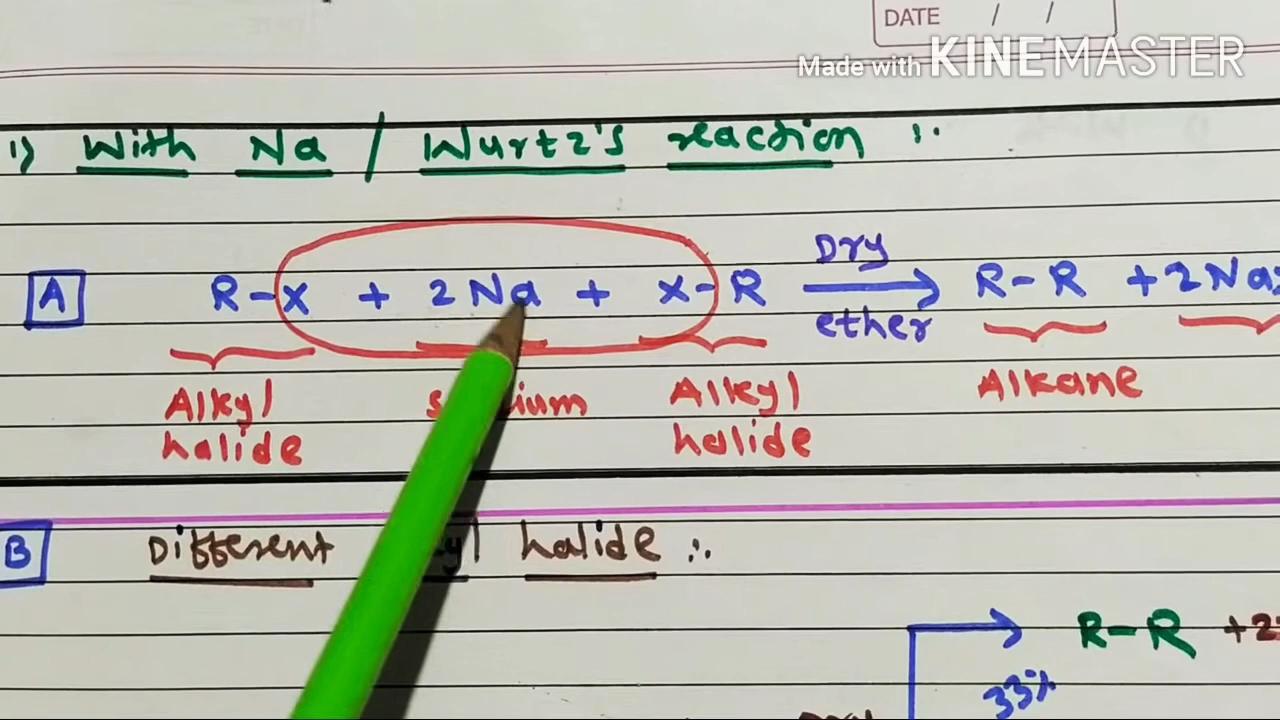 DATE / /
Made with KINEMASTER
1) With Na / Wurtz's reaction :.
A R-X + 2Na + X-R Dry ether R-R + 2Na
Alkyl halide Alkyl halide Alkane
B Different halide :.
R-R +2
33%